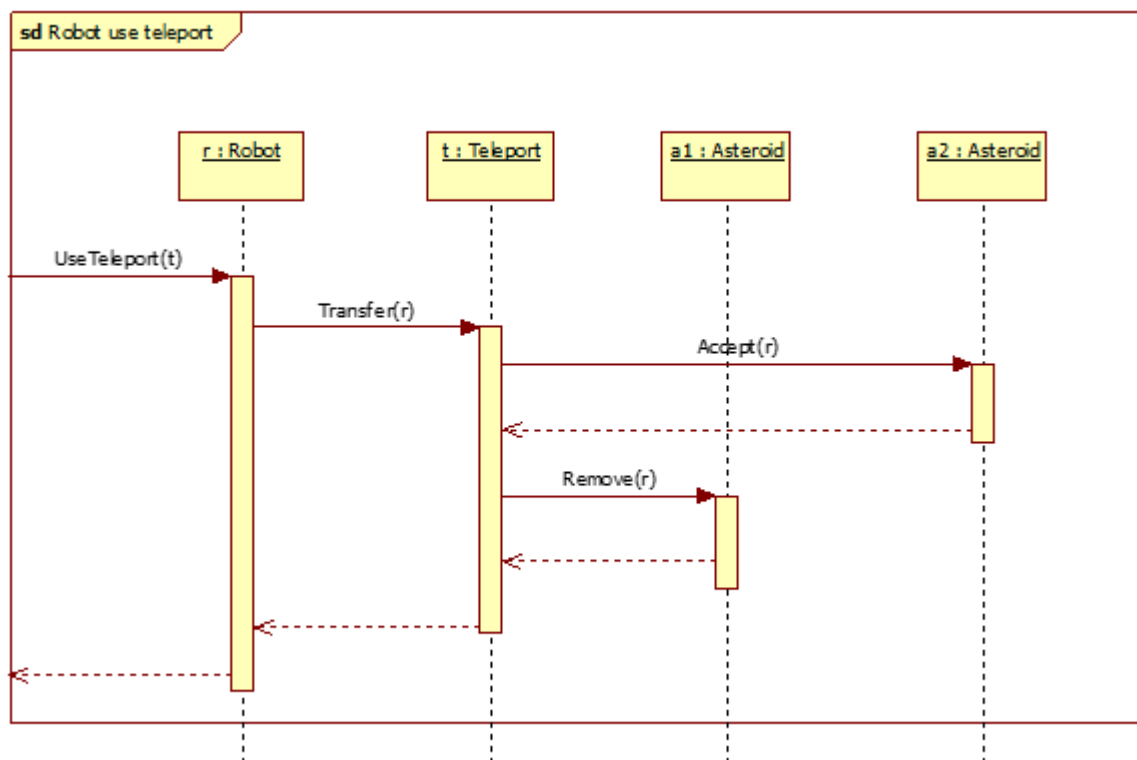 sd Robot use teleport
r : Robot
t : Teleport
a1 : Asteroid
a2 : Asteroid
UseTeleport(t)
Transfer(r)
Accept(r)
Remove(r)